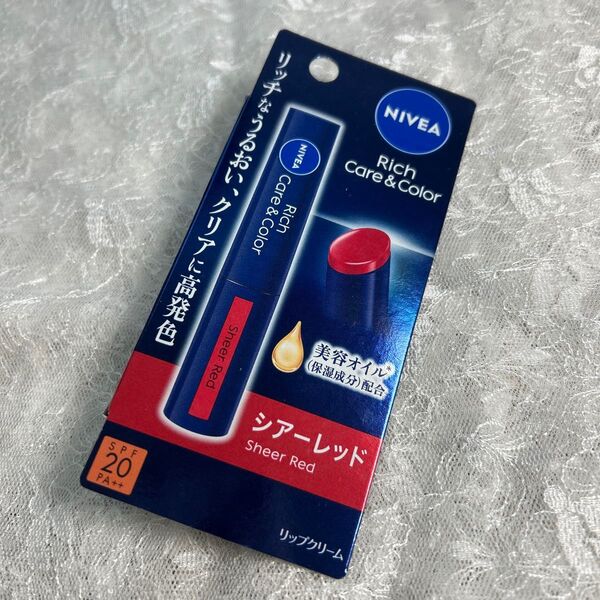 NIVEA
Rich
Care & Color
リッチなうるおい、クリアに高発色
NIVEA
Rich
Care & Color
Sheer Red
美容オイル*
(保湿成分)配合
シアーレッド
Sheer Red
SPF
20
PA++
リップクリーム